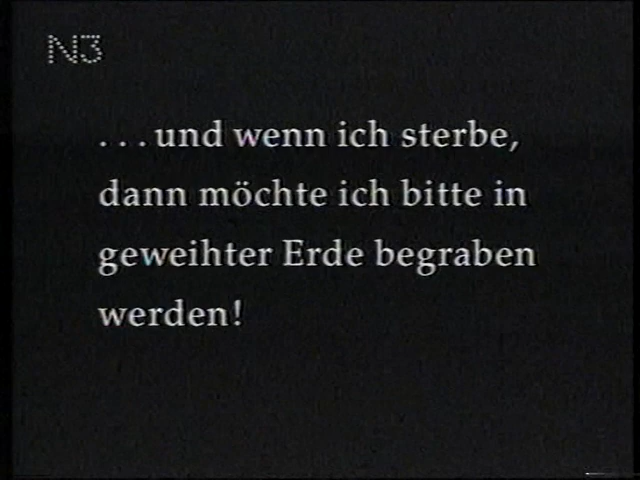 N3
. . . und wenn ich sterbe,
dann möchte ich bitte in
geweihter Erde begraben
werden!